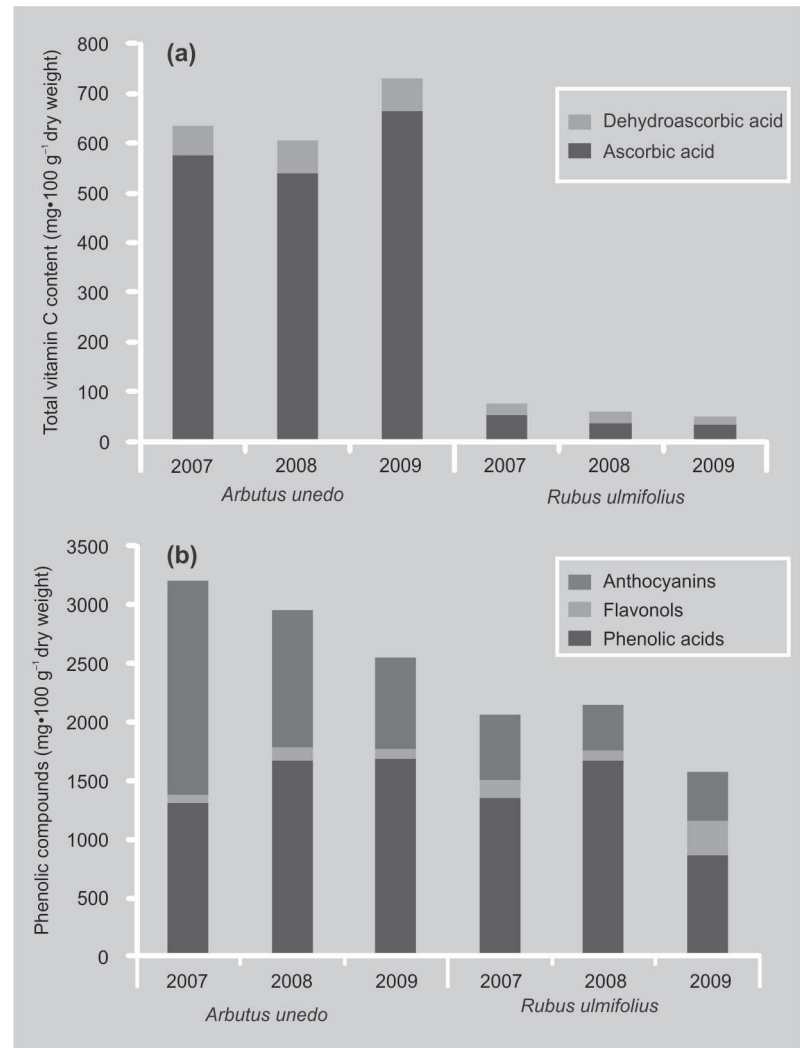 (a)
Total vitamin C content (mg•100 g⁻¹ dry weight)
800
700
600
500
400
300
200
100
0
Dehydroascorbic acid
Ascorbic acid
2007 2008 2009 2007 2008 2009
Arbutus unedo Rubus ulmifolius
(b)
Phenolic compounds (mg•100 g⁻¹ dry weight)
3500
3000
2500
2000
1500
1000
500
0
Anthocyanins
Flavonols
Phenolic acids
2007 2008 2009 2007 2008 2009
Arbutus unedo Rubus ulmifolius